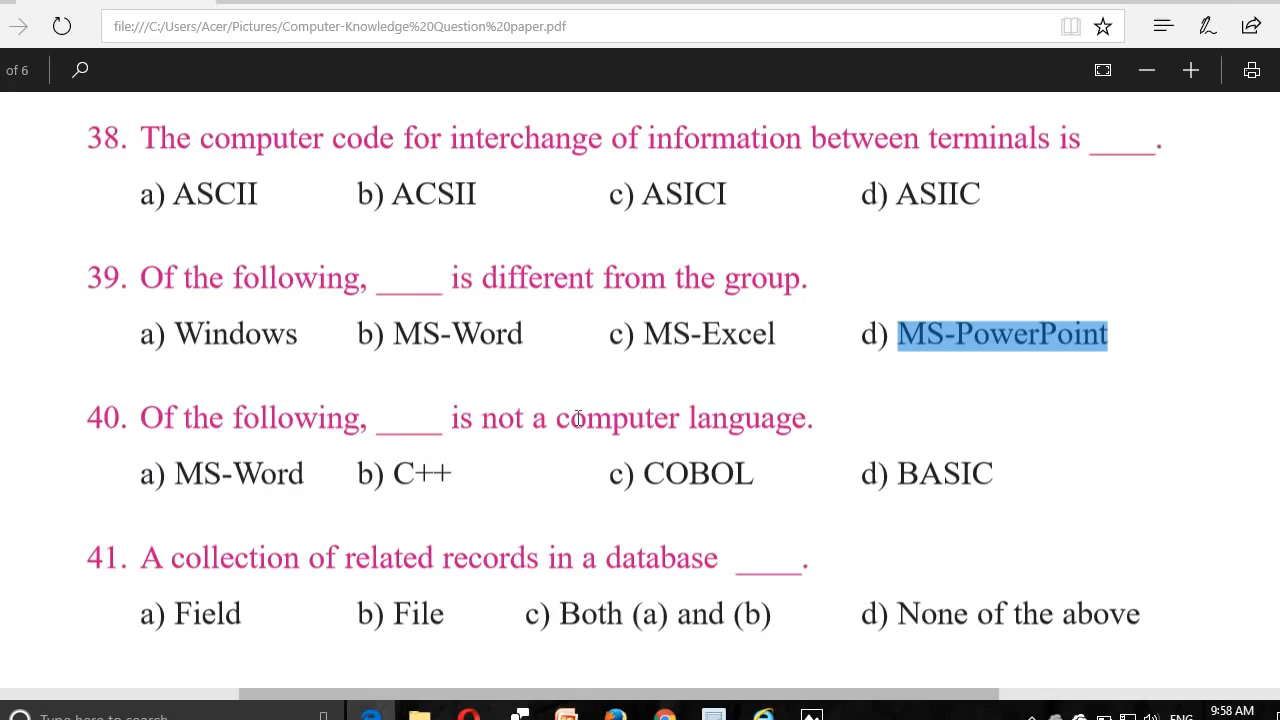 file:///C:/Users/Acer/Pictures/Computer-Knowledge%20Question%20paper.pdf
of 6
38. The computer code for interchange of information between terminals is ____.
a) ASCII b) ACSII c) ASICI d) ASIIC
39. Of the following, ____ is different from the group.
a) Windows b) MS-Word c) MS-Excel d) MS-PowerPoint
40. Of the following, ____ is not a computer language.
a) MS-Word b) C++ c) COBOL d) BASIC
41. A collection of related records in a database ____.
a) Field b) File c) Both (a) and (b) d) None of the above
Type here to search
ENG
9:58 AM